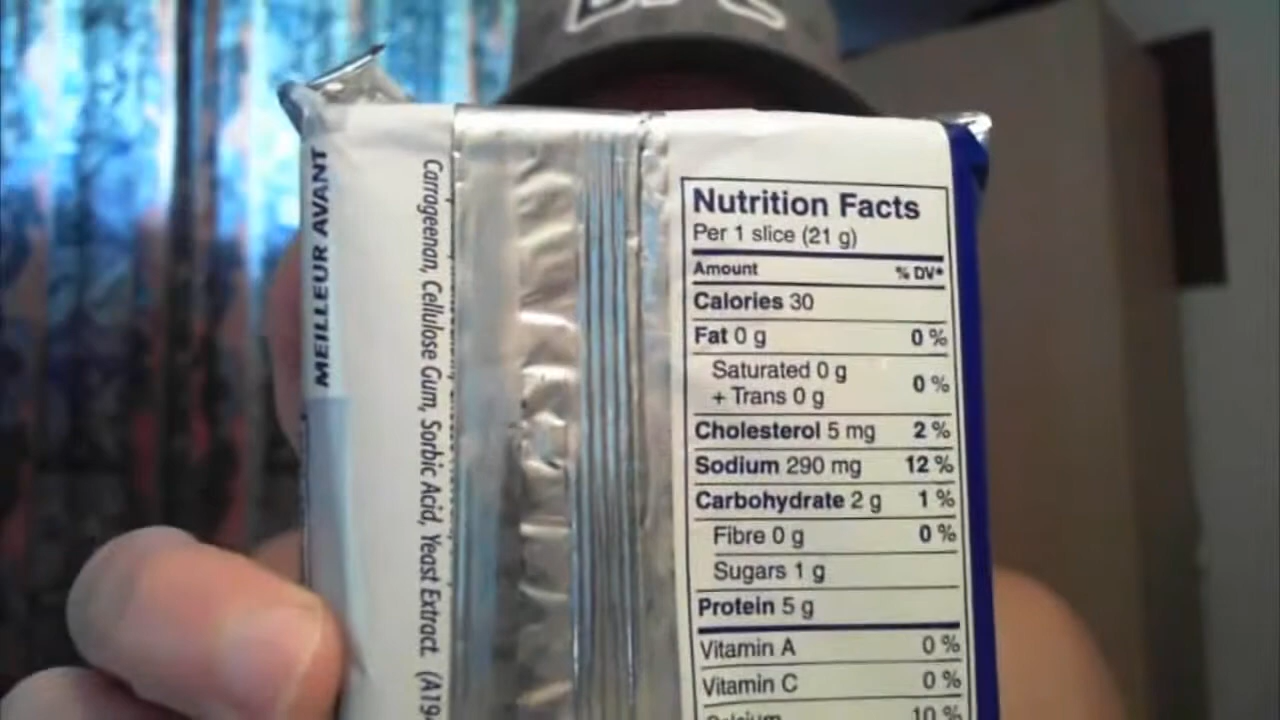 MEILLEUR AVANT
Carrageenan, Cellulose Gum, Sorbic Acid, Yeast Extract. (A19
Nutrition Facts
Per 1 slice (21 g)
Amount % DV*
Calories 30
Fat 0 g 0 %
Saturated 0 g
+ Trans 0 g 0 %
Cholesterol 5 mg 2 %
Sodium 290 mg 12 %
Carbohydrate 2 g 1 %
Fibre 0 g 0 %
Sugars 1 g
Protein 5 g
Vitamin A 0 %
Vitamin C 0 %
Calcium 10 %